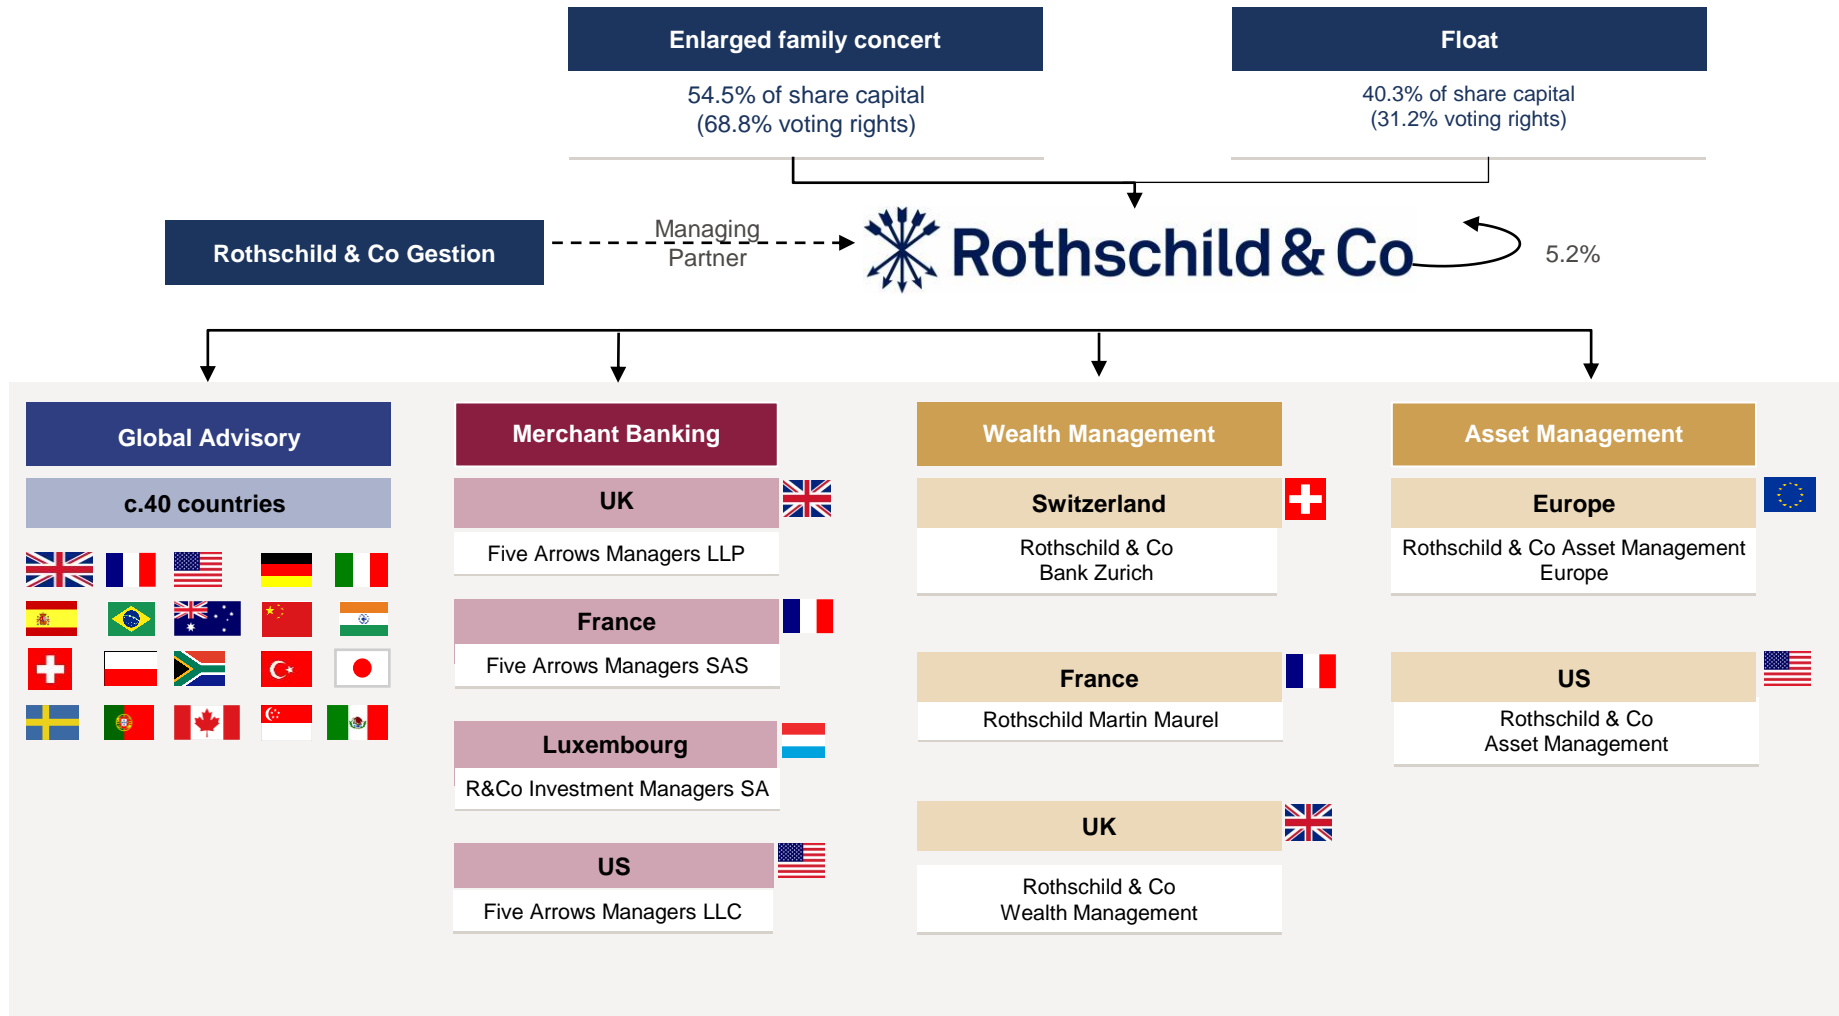 Enlarged family concert
Float
54.5% of share capital
(68.8% voting rights)
40.3% of share capital
(31.2% voting rights)
Rothschild & Co Gestion
Managing
Partner
Rothschild & Co
5.2%
Global Advisory
c.40 countries
Merchant Banking
UK
Five Arrows Managers LLP
France
Five Arrows Managers SAS
Luxembourg
R&Co Investment Managers SA
US
Five Arrows Managers LLC
Wealth Management
Switzerland
Rothschild & Co
Bank Zurich
France
Rothschild Martin Maurel
UK
Rothschild & Co
Wealth Management
Asset Management
Europe
Rothschild & Co Asset Management
Europe
US
Rothschild & Co
Asset Management